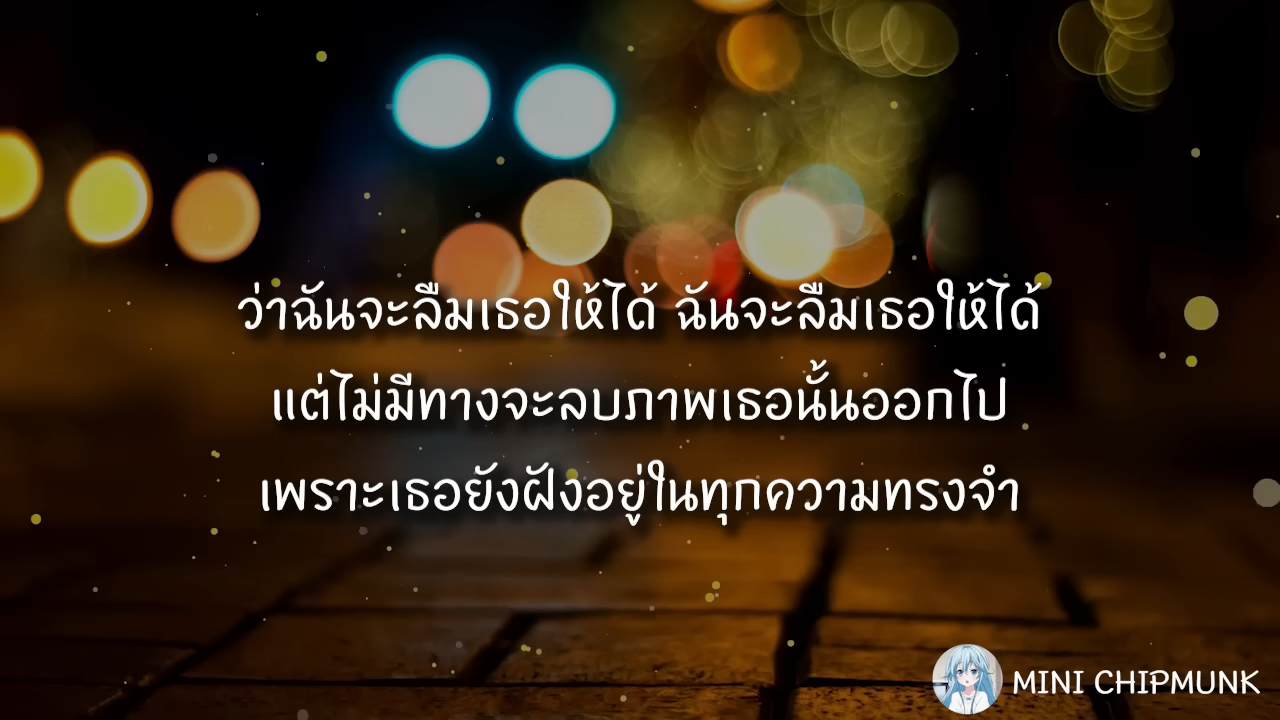 ว่าฉันจะลืมเธอให้ได้ ฉันจะลืมเธอให้ได้
แต่ไม่มีทางจะลบภาพเธอนั้นออกไป
เพราะเธอยังฝังอยู่ในทุกความทรงจำ
MINI CHIPMUNK